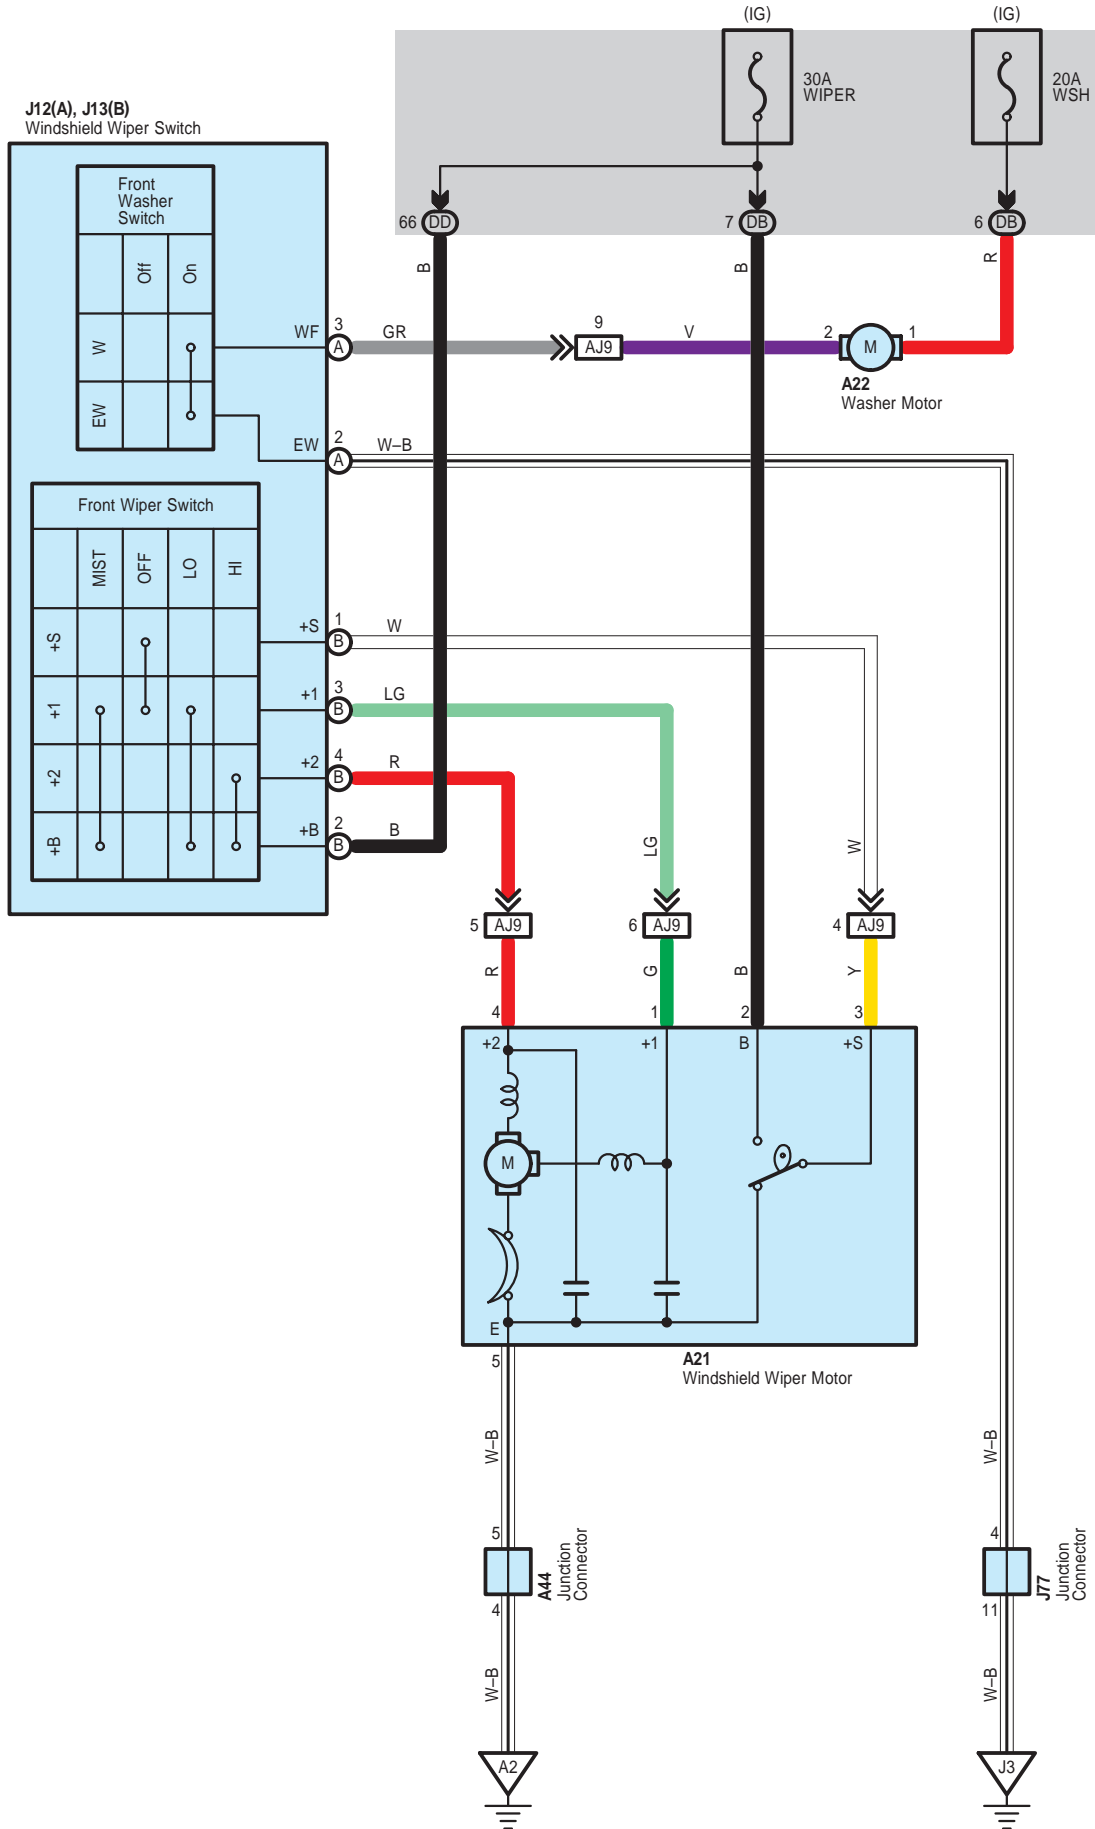 (IG)
(IG)
30A
WIPER
20A
WSH
J12(A), J13(B)
Windshield Wiper Switch
Front
Washer
Switch
Off
On
W
EW
66 DD
7 DB
6 DB
B
B
R
WF
3
A
GR
9
AJ9
V
2
M
1
A22
Washer Motor
EW
2
A
W–B
Front Wiper Switch
MIST
OFF
LO
HI
+S
+1
+2
+B
+S
1
B
W
+1
3
B
LG
+2
4
B
R
+B
2
B
B
LG
W
5 AJ9
6 AJ9
4 AJ9
R
G
B
Y
4
1
2
3
+2
+1
B
+S
M
E
5
A21
Windshield Wiper Motor
W–B
W–B
5
A44
Junction
Connector
4
4
J77
Junction
Connector
11
W–B
W–B
A2
J3